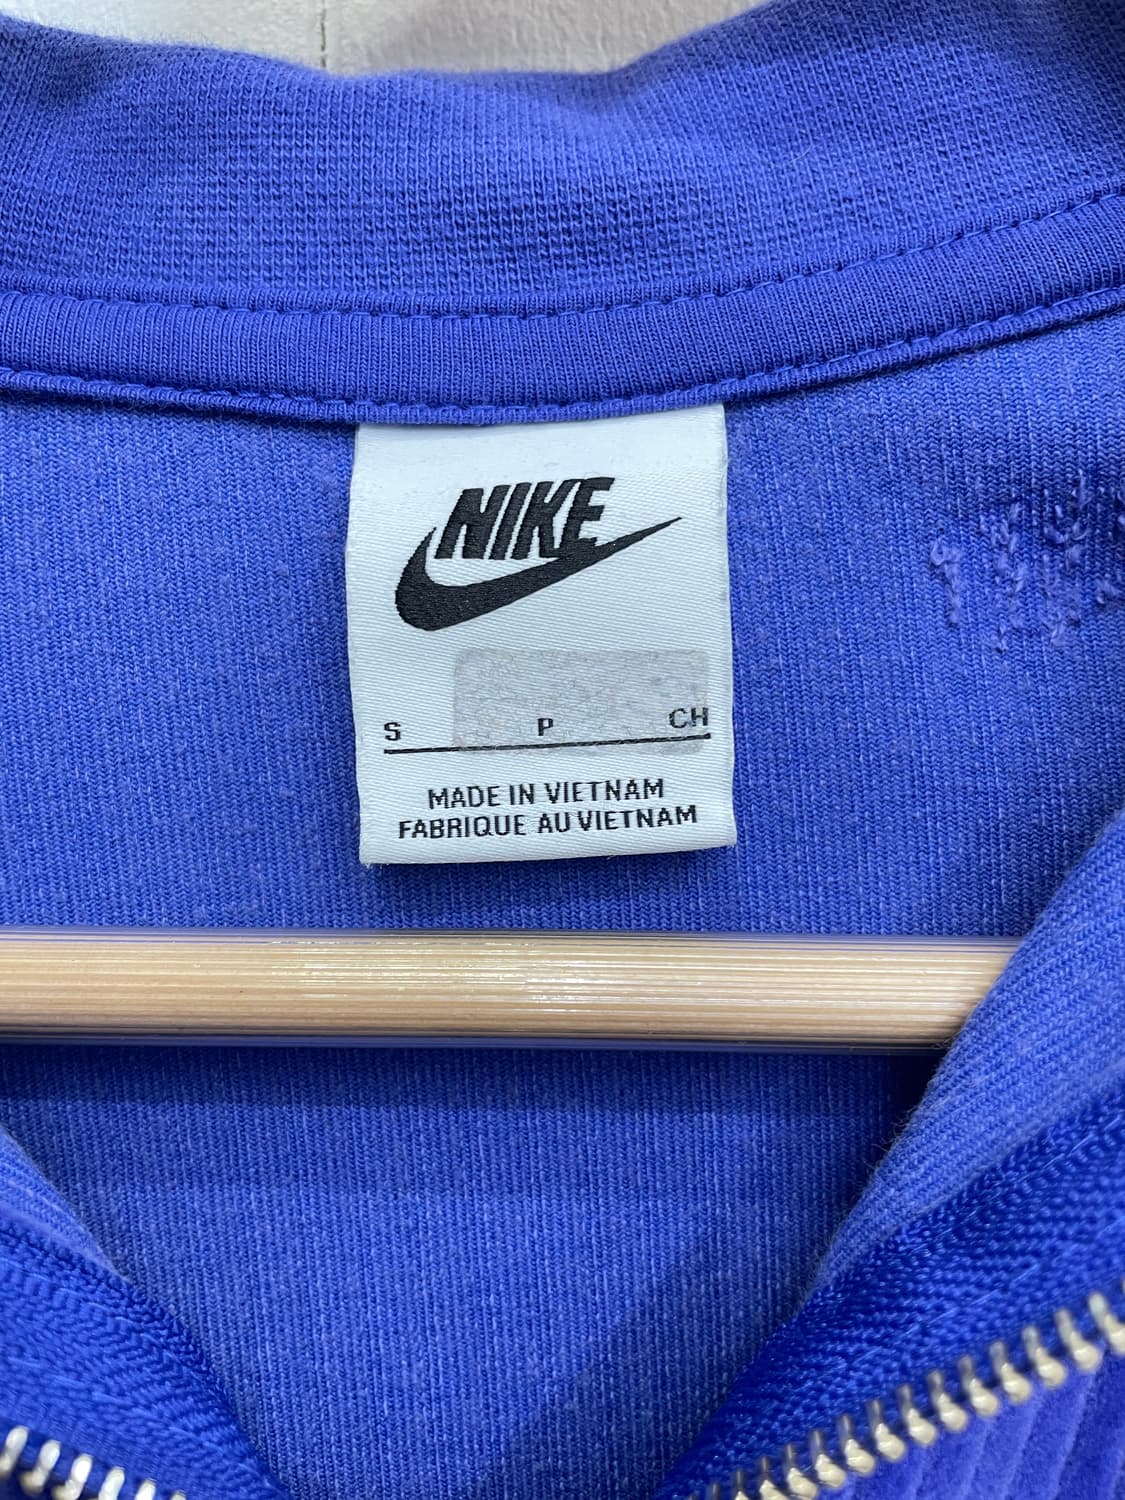 NIKE
S P CH
MADE IN VIETNAM
FABRIQUE AU VIETNAM